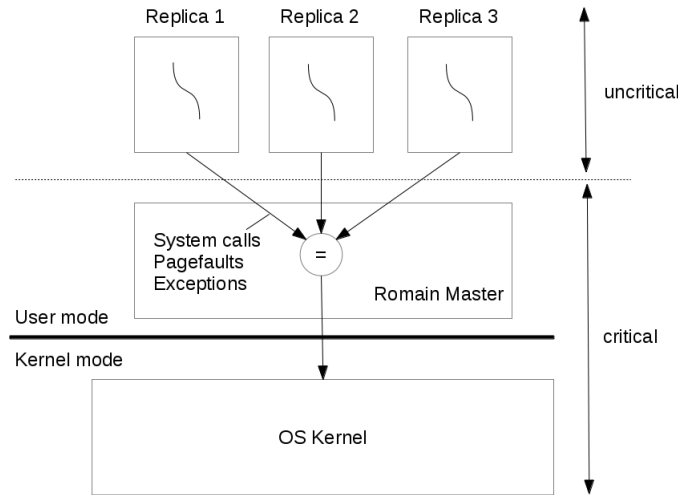 Replica 1
Replica 2
Replica 3
uncritical
System calls
Pagefaults
Exceptions
=
Romain Master
User mode
critical
Kernel mode
OS Kernel